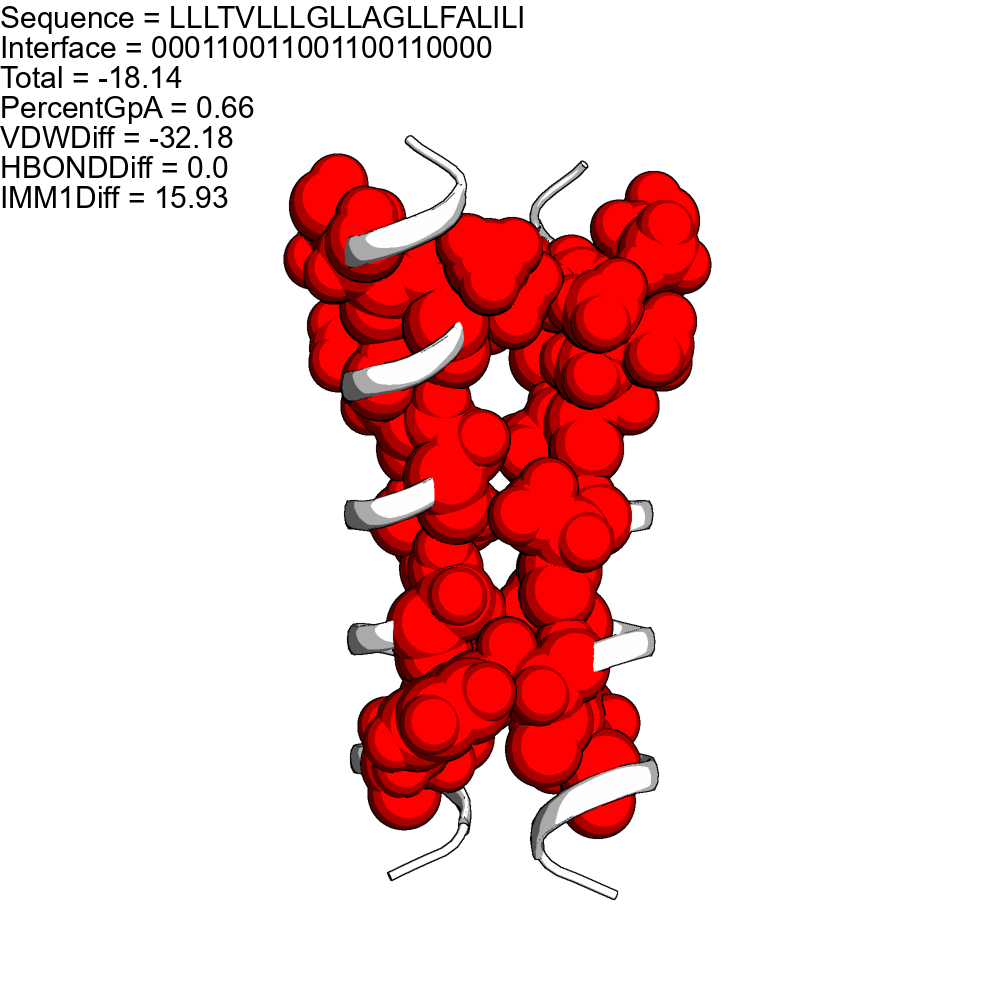 Sequence = LLLTVLLLGLLAGLLFALILI
Interface = 000110011001100110000
Total = -18.14
PercentGpA = 0.66
VDWDiff = -32.18
HBONDDiff = 0.0
IMM1Diff = 15.93